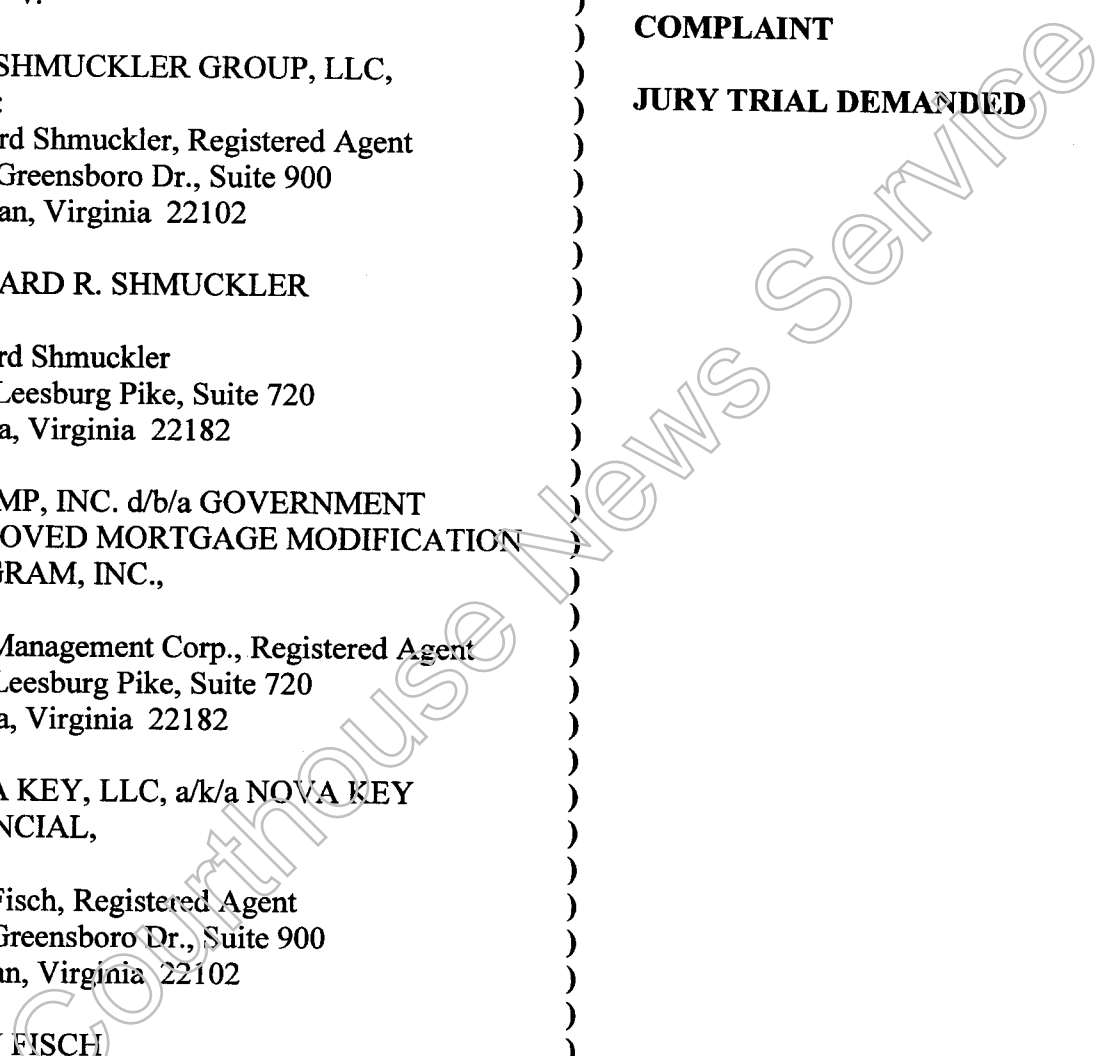 V.
COMPLAINT
SHMUCKLER GROUP, LLC,
:
JURY TRIAL DEMANDED
rd Shmuckler, Registered Agent
Greensboro Dr., Suite 900
an, Virginia 22102
ARD R. SHMUCKLER
rd Shmuckler
Leesburg Pike, Suite 720
a, Virginia 22182
MP, INC. d/b/a GOVERNMENT
OVED MORTGAGE MODIFICATION
GRAM, INC.,
Management Corp., Registered Agent
Leesburg Pike, Suite 720
a, Virginia 22182
A KEY, LLC, a/k/a NOVA KEY
NCIAL,
Fisch, Registered Agent
Greensboro Dr., Suite 900
an, Virginia 22102
FISCH
Courthouse News Service